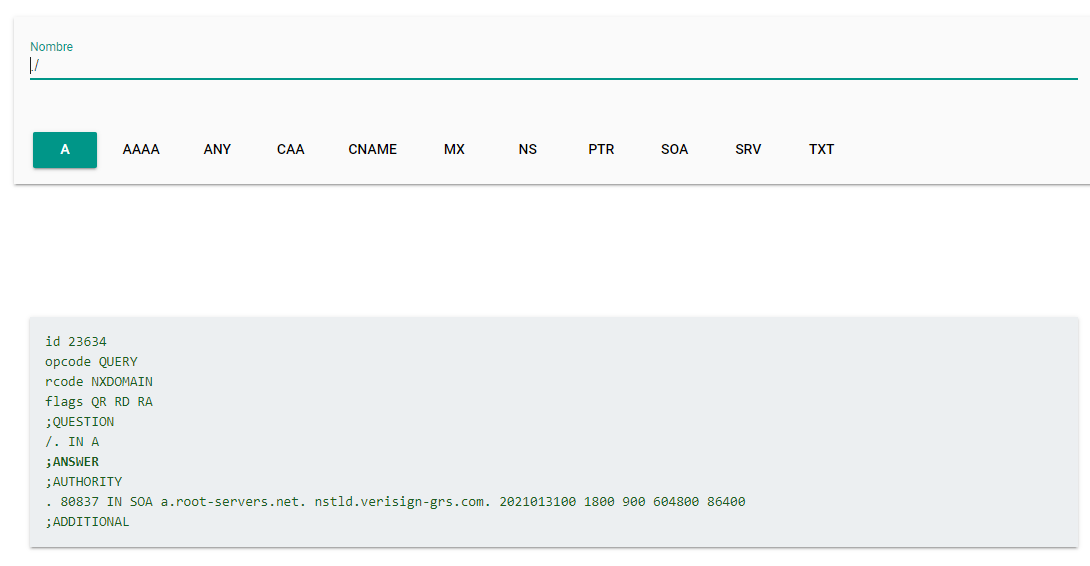 Nombre
./
A AAAA ANY CAA CNAME MX NS PTR SOA SRV TXT
id 23634
opcode QUERY
rcode NXDOMAIN
flags QR RD RA
;QUESTION
/. IN A
;ANSWER
;AUTHORITY
. 80837 IN SOA a.root-servers.net. nstld.verisign-grs.com. 2021013100 1800 900 604800 86400
;ADDITIONAL